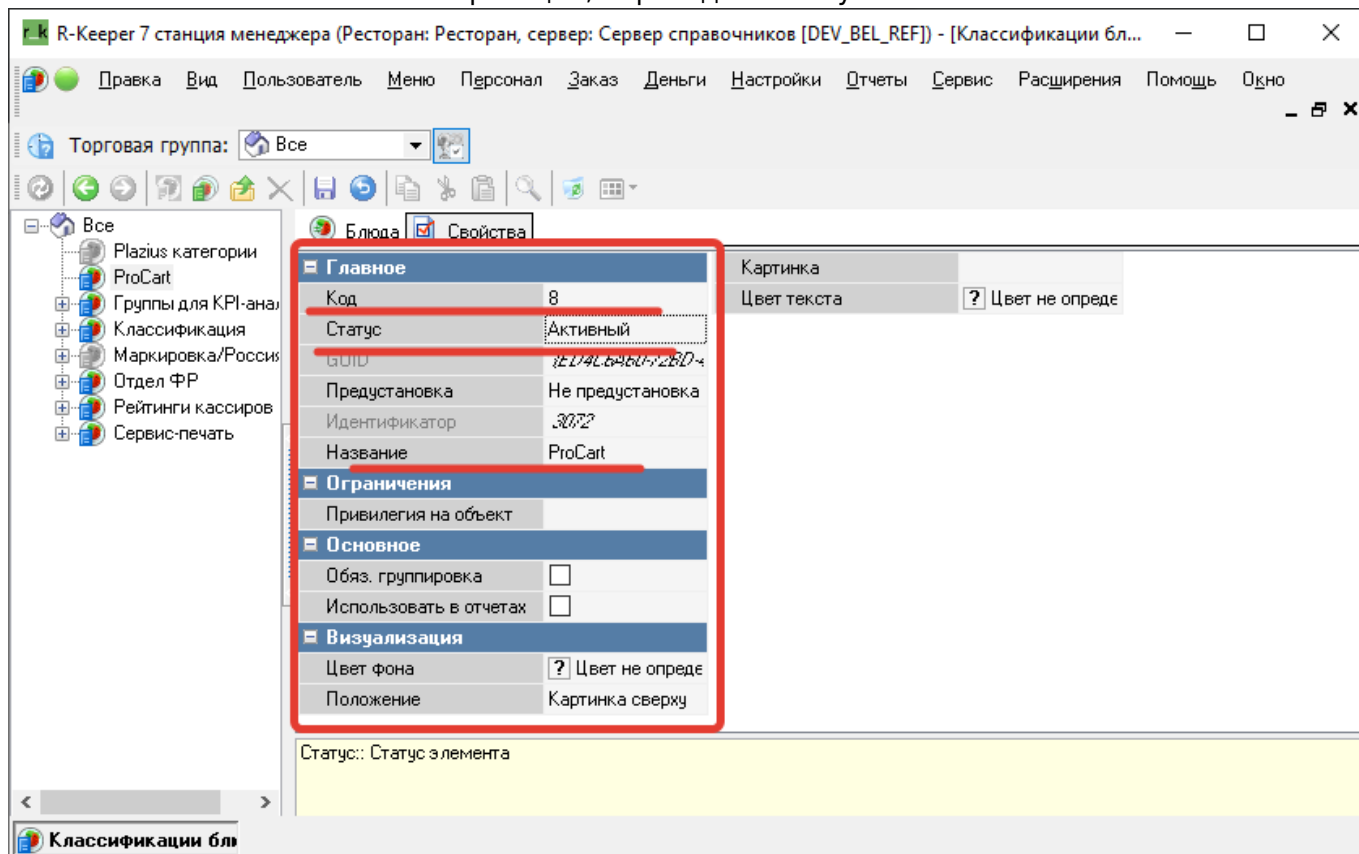 r_k R-Keeper 7 станция менеджера (Ресторан: Ресторан, сервер: Сервер справочников [DEV_BEL_REF]) - [Классификации бл...
Правка Вид Пользователь Меню Персонал Заказ Деньги Настройки Отчеты Сервис Расширения Помощь Окно
Торговая группа: Все
Все
Plazius категории
ProCart
Группы для KPI-анал
Классификация
Маркировка/Россия
Отдел ФР
Рейтинги кассиров
Сервис-печать
Блюда Свойства
Главное
Код 8
Статус Активный
GUID
Предустановка Не предустановка
Идентификатор 3072
Название ProCart
Ограничения
Привилегия на объект
Основное
Обяз. группировка
Использовать в отчетах
Визуализация
Цвет фона ? Цвет не опреде
Положение Картинка сверху
Картинка
Цвет текста ? Цвет не опреде
Статус:: Статус элемента
Классификации бл